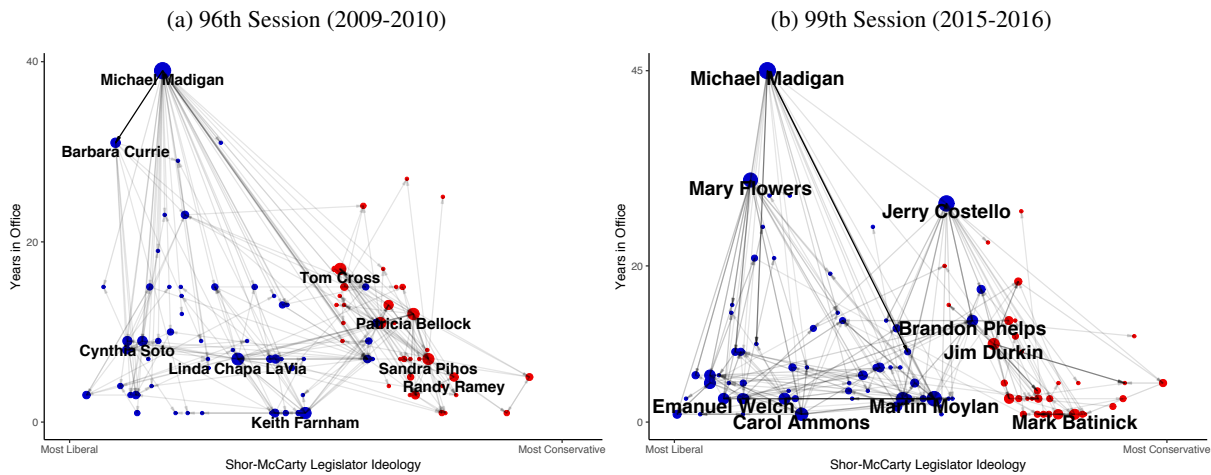 (a) 96th Session (2009-2010)
40
Michael Madigan
Barbara Currie
20
Tom Cross
Patricia Bellock
Cynthia Soto
Linda Chapa LaVia
Sandra Pihos
Randy Ramey
Keith Farnham
0
Years in Office
Most Liberal
Most Conservative
Shor-McCarty Legislator Ideology
(b) 99th Session (2015-2016)
45
Michael Madigan
Mary Flowers
Jerry Costello
20
Brandon Phelps
Jim Durkin
Emanuel Welch
Martin Moylan
Carol Ammons
Mark Batinick
0
Years in Office
Most Liberal
Most Conservative
Shor-McCarty Legislator Ideology